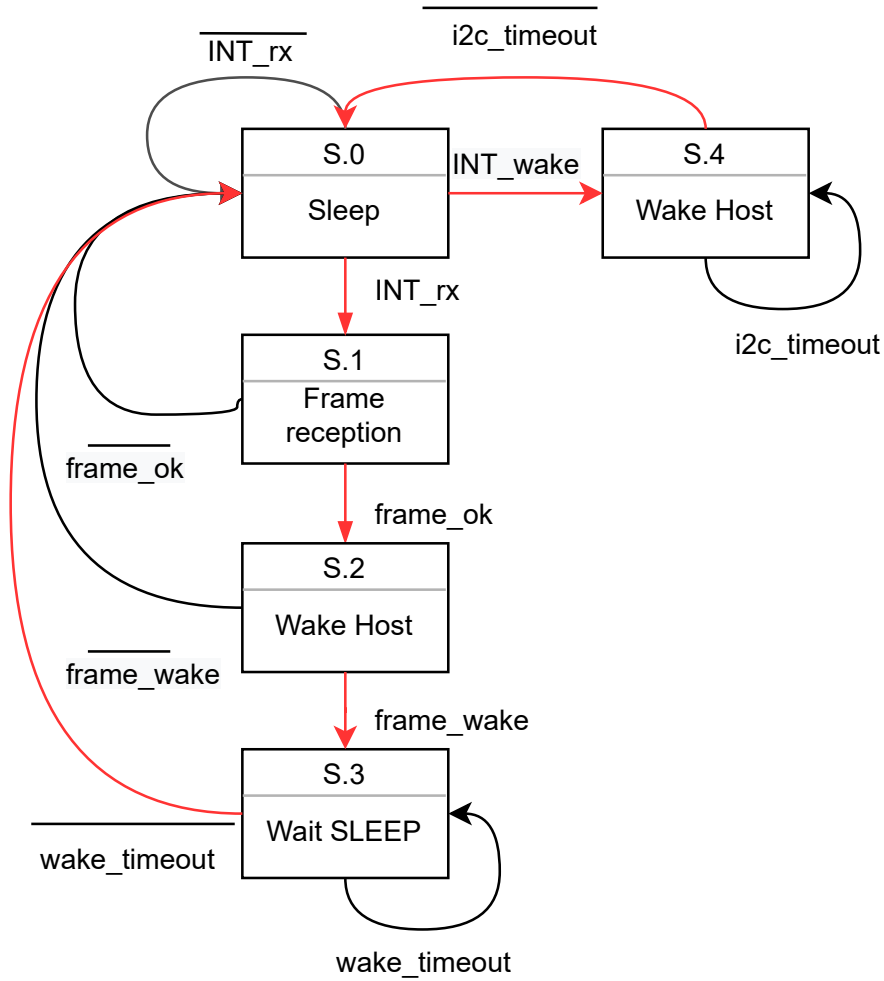 i2c_timeout
INT_rx
S.0
Sleep
INT_wake
S.4
Wake Host
INT_rx
i2c_timeout
S.1
Frame
reception
frame_ok
frame_ok
S.2
Wake Host
frame_wake
frame_wake
S.3
Wait SLEEP
wake_timeout
wake_timeout